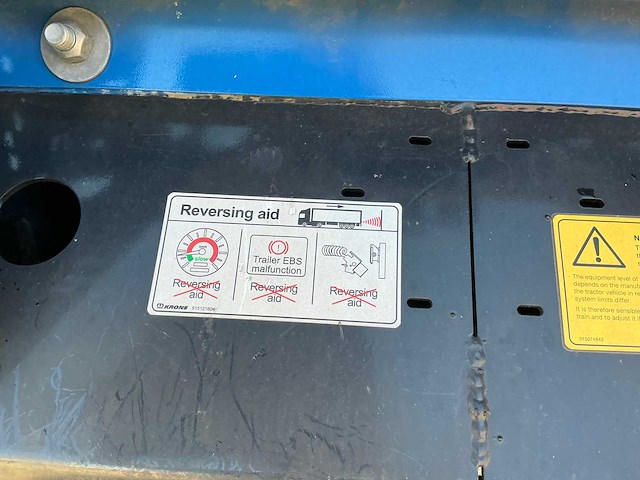 Reversing aid
slow
Trailer EBS
malfunction
Reversing
aid
Reversing
aid
Reversing
aid
KRONE
The equipment level of
depends on the manu
the tractor vehicle in re
system limits differ.
It is therefore sensible
train and to adjust it